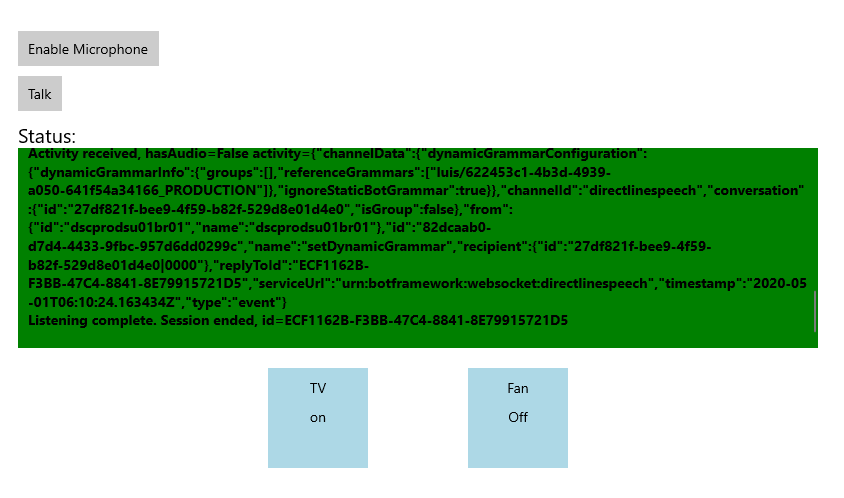 Enable Microphone
Talk
Status:
Activity received, hasAudio=False activity={"channelData":{"dynamicGrammarConfiguration":
{"dynamicGrammarInfo":{"groups":[],"referenceGrammars":["luis/622453c1-4b3d-4939-
a050-641f54a34166_PRODUCTION"]},"ignoreStaticBotGrammar":true}},"channelId":"directlinespeech","conversation"
:{"id":"27df821f-bee9-4f59-b82f-529d8e01d4e0","isGroup":false},"from":
{"id":"dscprodsu01br01","name":"dscprodsu01br01"},"id":"82dcaab0-
d7d4-4433-9fbc-957d6dd0299c","name":"setDynamicGrammar","recipient":{"id":"27df821f-bee9-4f59-
b82f-529d8e01d4e0|0000"},"replyToId":"ECF1162B-
F3BB-47C4-8841-8E79915721D5","serviceUrl":"urn:botframework:websocket:directlinespeech","timestamp":"2020-05
-01T06:10:24.163434Z","type":"event"}
Listening complete. Session ended, id=ECF1162B-F3BB-47C4-8841-8E79915721D5
TV
on
Fan
Off